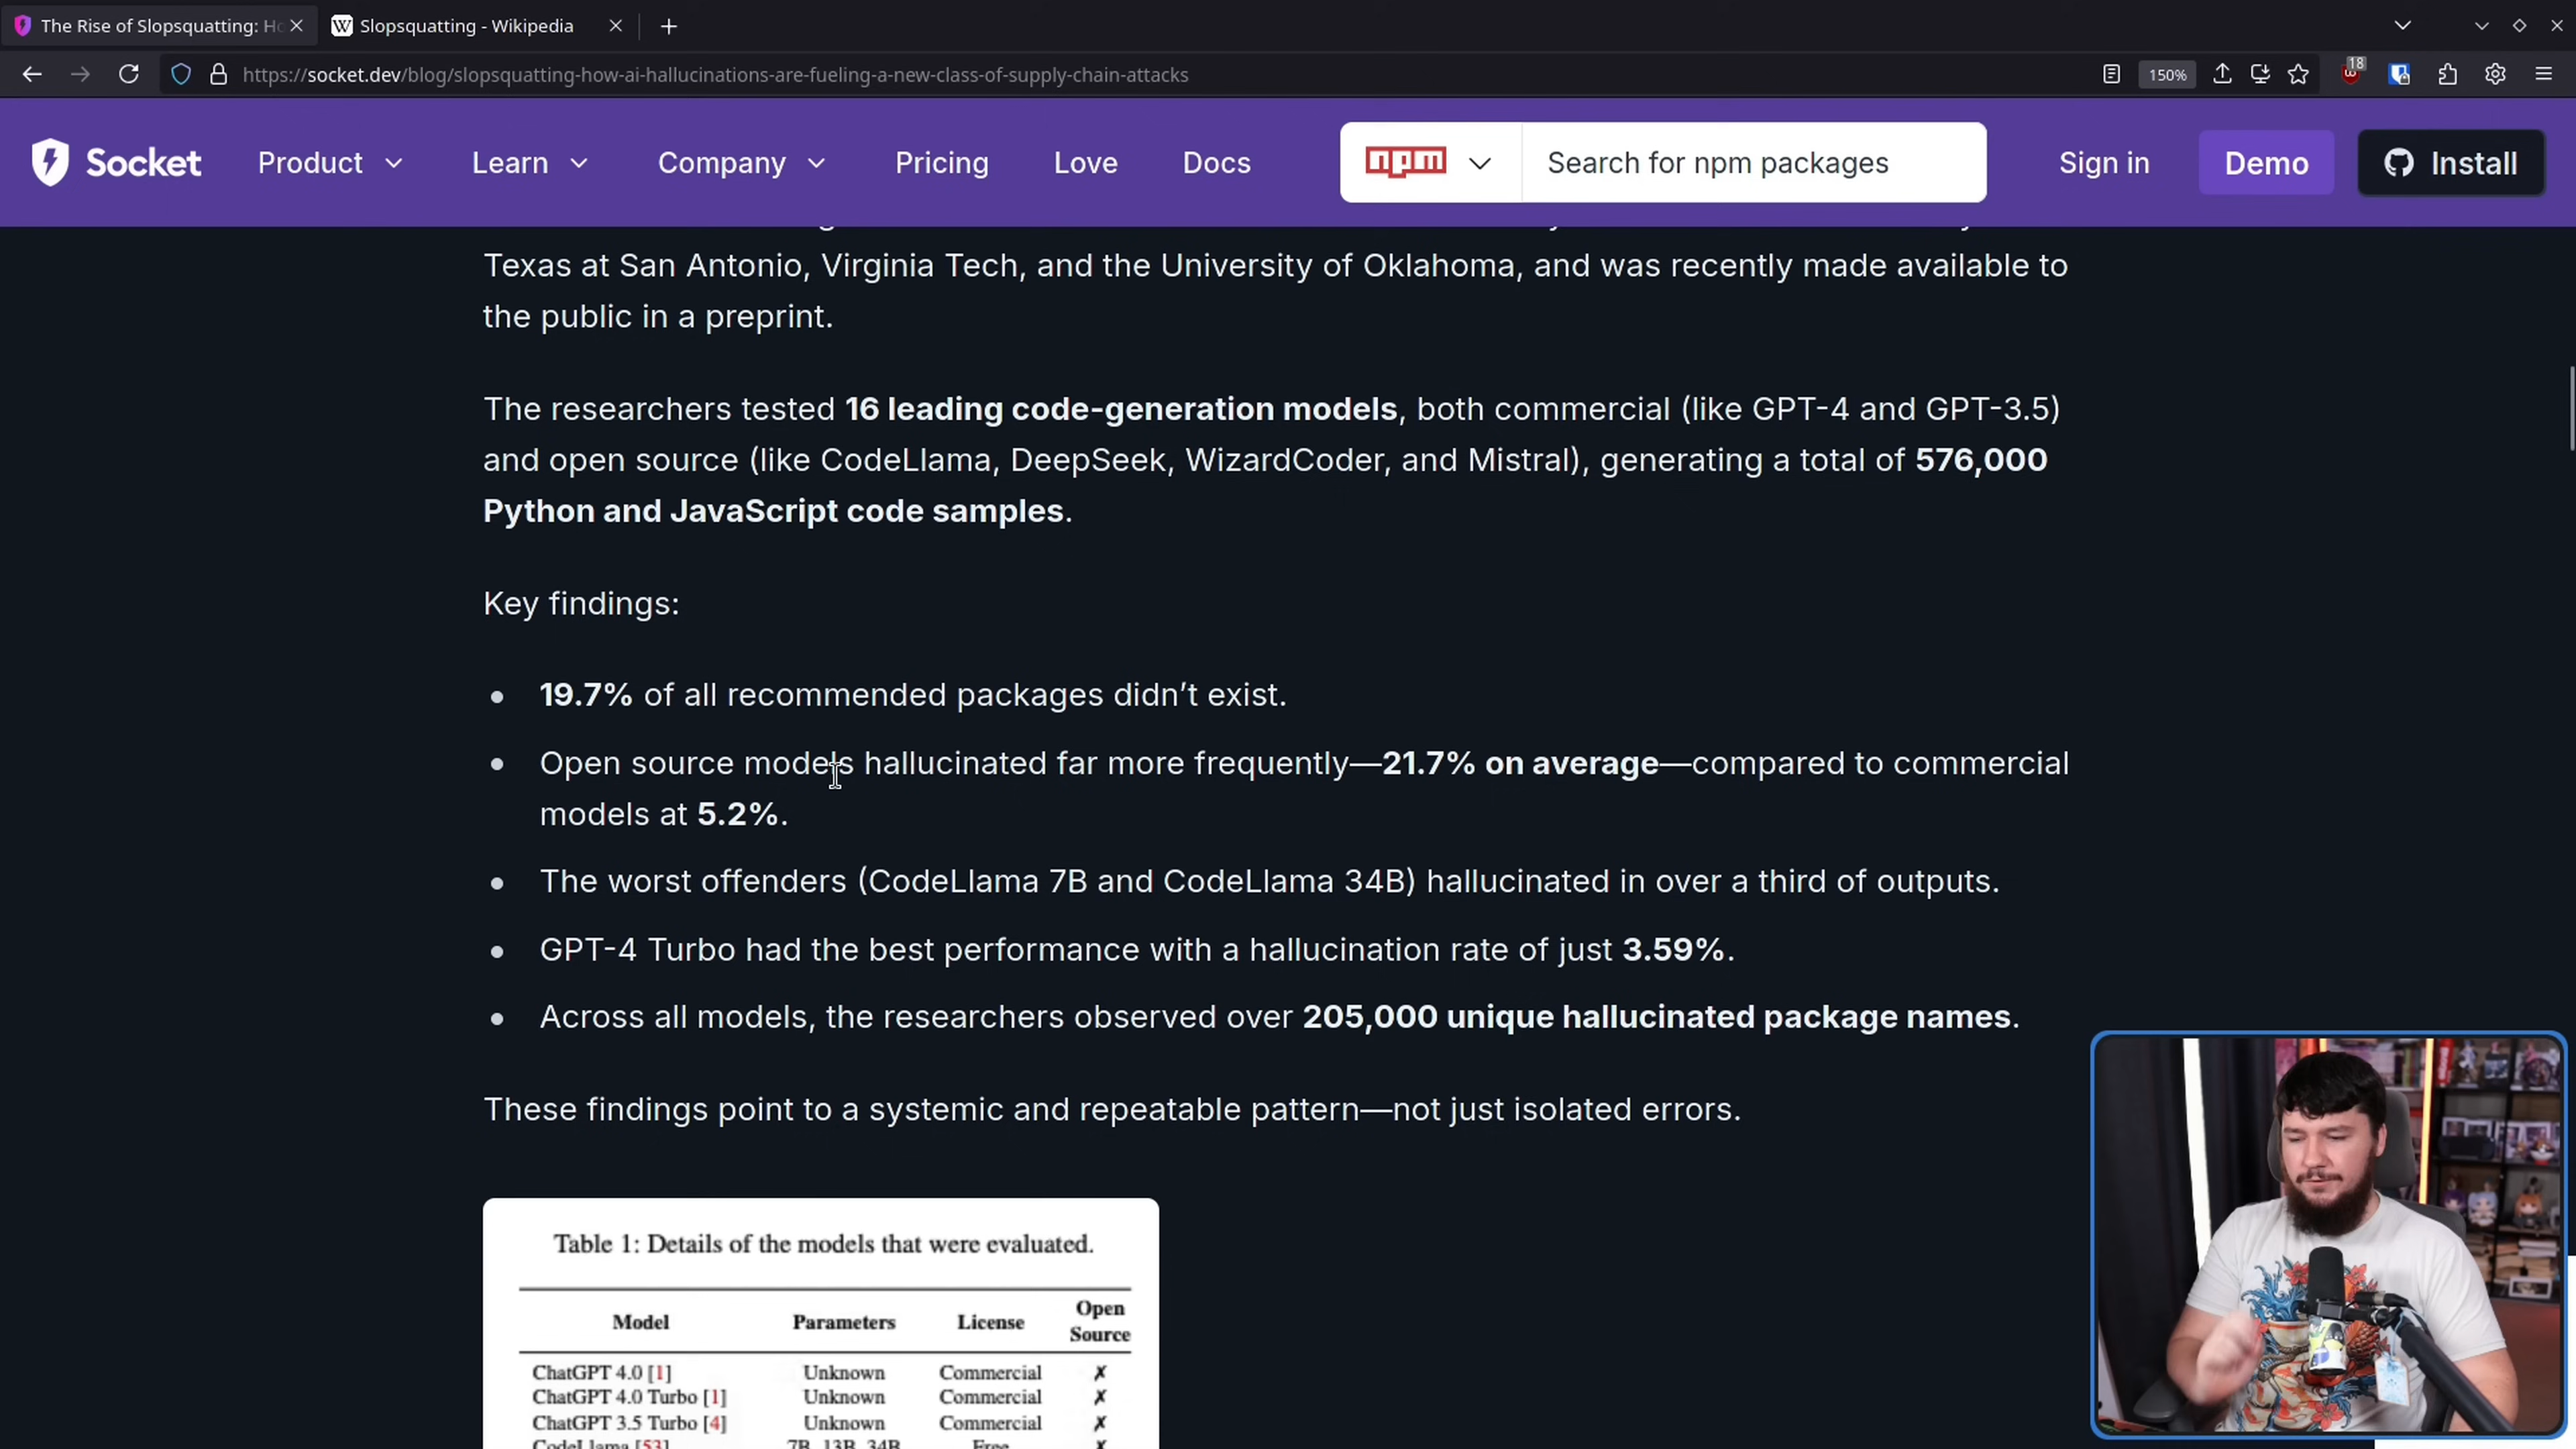 The Rise of Slopsquatting: Ho
Slopsquatting - Wikipedia
https://socket.dev/blog/slopsquatting-how-ai-hallucinations-are-fueling-a-new-class-of-supply-chain-attacks
150%
18
Socket
Product
Learn
Company
Pricing
Love
Docs
npm
Search for npm packages
Sign in
Demo
Install
Texas at San Antonio, Virginia Tech, and the University of Oklahoma, and was recently made available to
the public in a preprint.
The researchers tested 16 leading code-generation models, both commercial (like GPT-4 and GPT-3.5)
and open source (like CodeLlama, DeepSeek, WizardCoder, and Mistral), generating a total of 576,000
Python and JavaScript code samples.
Key findings:
19.7% of all recommended packages didn’t exist.
Open source models hallucinated far more frequently—21.7% on average—compared to commercial
models at 5.2%.
The worst offenders (CodeLlama 7B and CodeLlama 34B) hallucinated in over a third of outputs.
GPT-4 Turbo had the best performance with a hallucination rate of just 3.59%.
Across all models, the researchers observed over 205,000 unique hallucinated package names.
These findings point to a systemic and repeatable pattern—not just isolated errors.
Table 1: Details of the models that were evaluated.
Model Parameters License Open Source
ChatGPT 4.0 [1] Unknown Commercial ✗
ChatGPT 4.0 Turbo [1] Unknown Commercial ✗
ChatGPT 3.5 Turbo [4] Unknown Commercial ✗
CodeLlama [53] 7B, 13B, 34B Free ✗